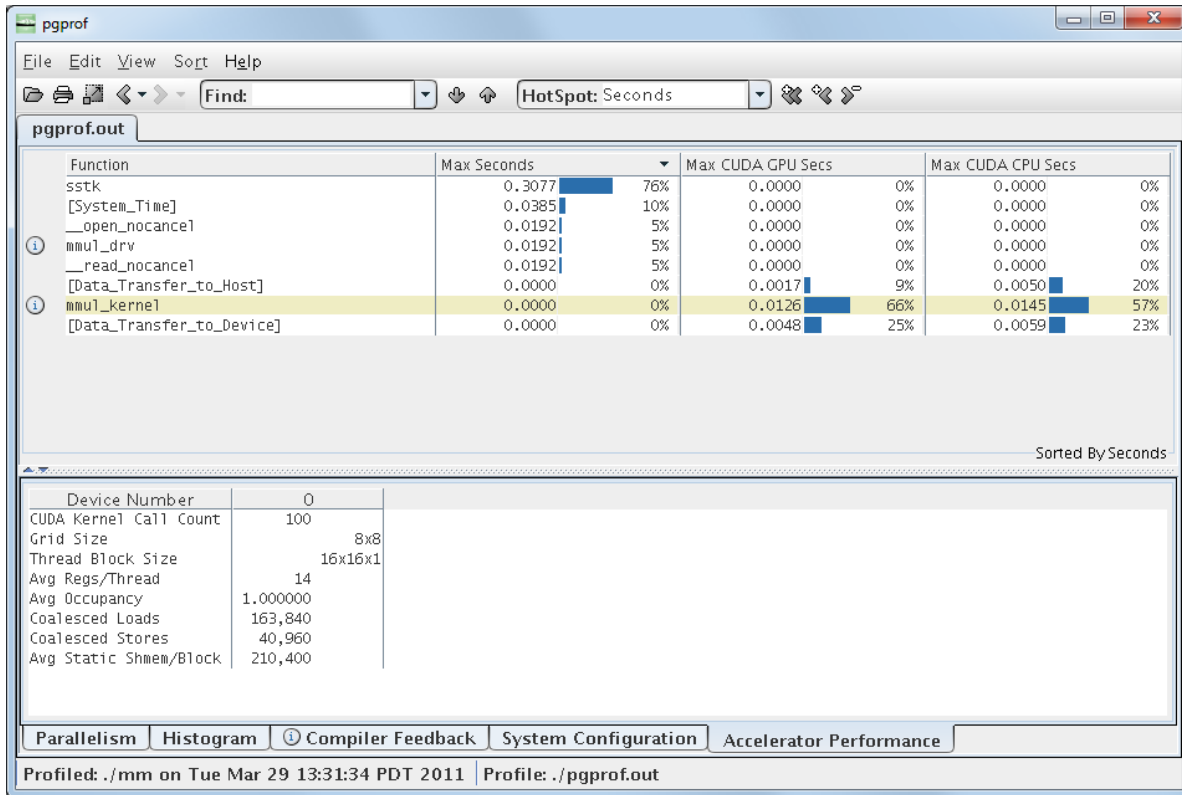 pgprof
File Edit View Sort Help
Find: HotSpot: Seconds
pgprof.out
Function Max Seconds Max CUDA GPU Secs Max CUDA CPU Secs
sstk 0.3077 76% 0.0000 0% 0.0000 0%
[System_Time] 0.0385 10% 0.0000 0% 0.0000 0%
__open_nocancel 0.0192 5% 0.0000 0% 0.0000 0%
mmul_drv 0.0192 5% 0.0000 0% 0.0000 0%
__read_nocancel 0.0192 5% 0.0000 0% 0.0000 0%
[Data_Transfer_to_Host] 0.0000 0% 0.0017 9% 0.0050 20%
mmul_kernel 0.0000 0% 0.0126 66% 0.0145 57%
[Data_Transfer_to_Device] 0.0000 0% 0.0048 25% 0.0059 23%
Sorted By Seconds
Device Number 0
CUDA Kernel Call Count 100
Grid Size 8x8
Thread Block Size 16x16x1
Avg Regs/Thread 14
Avg Occupancy 1.000000
Coalesced Loads 163,840
Coalesced Stores 40,960
Avg Static Shmem/Block 210,400
Parallelism Histogram Compiler Feedback System Configuration Accelerator Performance
Profiled: ./mm on Tue Mar 29 13:31:34 PDT 2011 Profile: ./pgprof.out